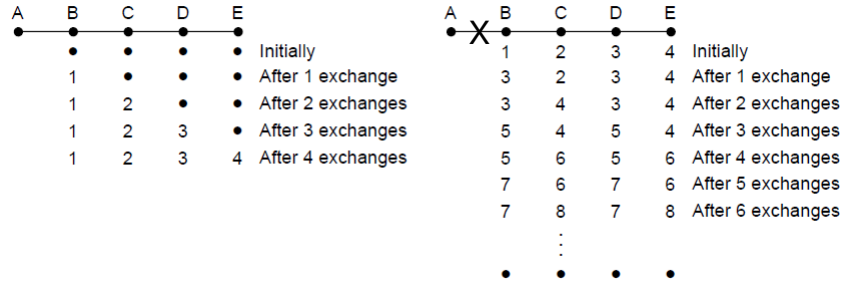 A B C D E
• • • • Initially
1 • • • After 1 exchange
1 2 • • After 2 exchanges
1 2 3 • After 3 exchanges
1 2 3 4 After 4 exchanges
A X B C D E
1 2 3 4 Initially
3 2 3 4 After 1 exchange
3 4 3 4 After 2 exchanges
5 4 5 4 After 3 exchanges
5 6 5 6 After 4 exchanges
7 6 7 6 After 5 exchanges
7 8 7 8 After 6 exchanges
⋮
• • • •